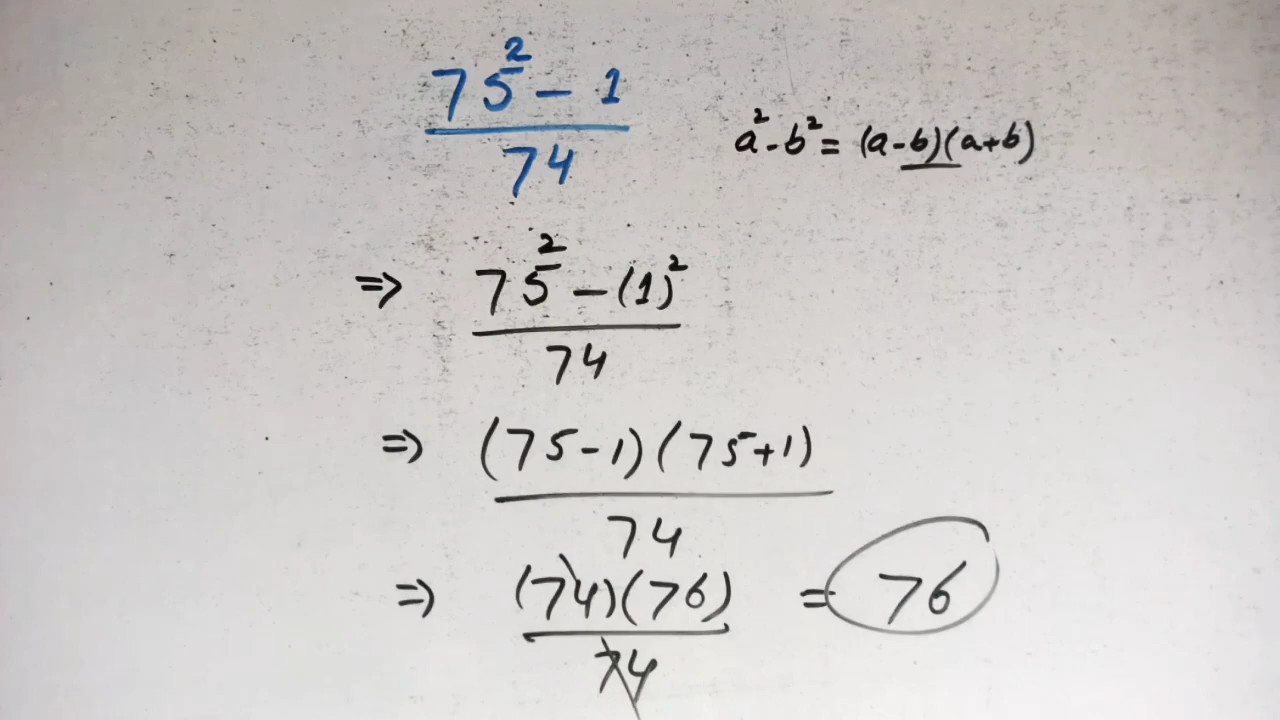 75² - 1
74
a² - b² = (a-b)(a+b)
=> 75² - (1)²
74
=> (75-1)(75+1)
74
=> (74)(76) = 76
74